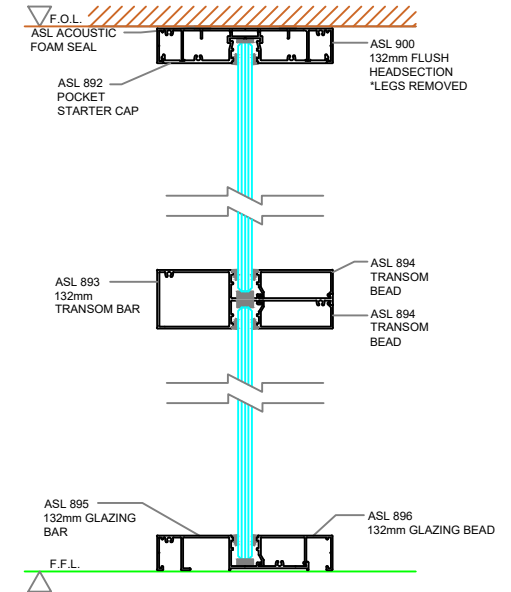 F.O.L.
ASL ACOUSTIC
FOAM SEAL
ASL 900
132mm FLUSH
HEADSECTION
*LEGS REMOVED
ASL 892
POCKET
STARTER CAP
ASL 894
TRANSOM
BEAD
ASL 893
132mm
TRANSOM BAR
ASL 894
TRANSOM
BEAD
ASL 895
132mm GLAZING
BAR
ASL 896
132mm GLAZING BEAD
F.F.L.